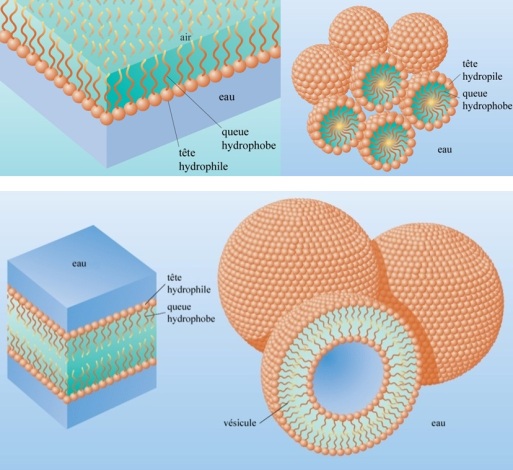 air
eau
queue
hydrophobe
tête
hydrophile
tête
hydropile
queue
hydrophobe
eau
eau
tête
hydrophile
queue
hydrophobe
vésicule
eau